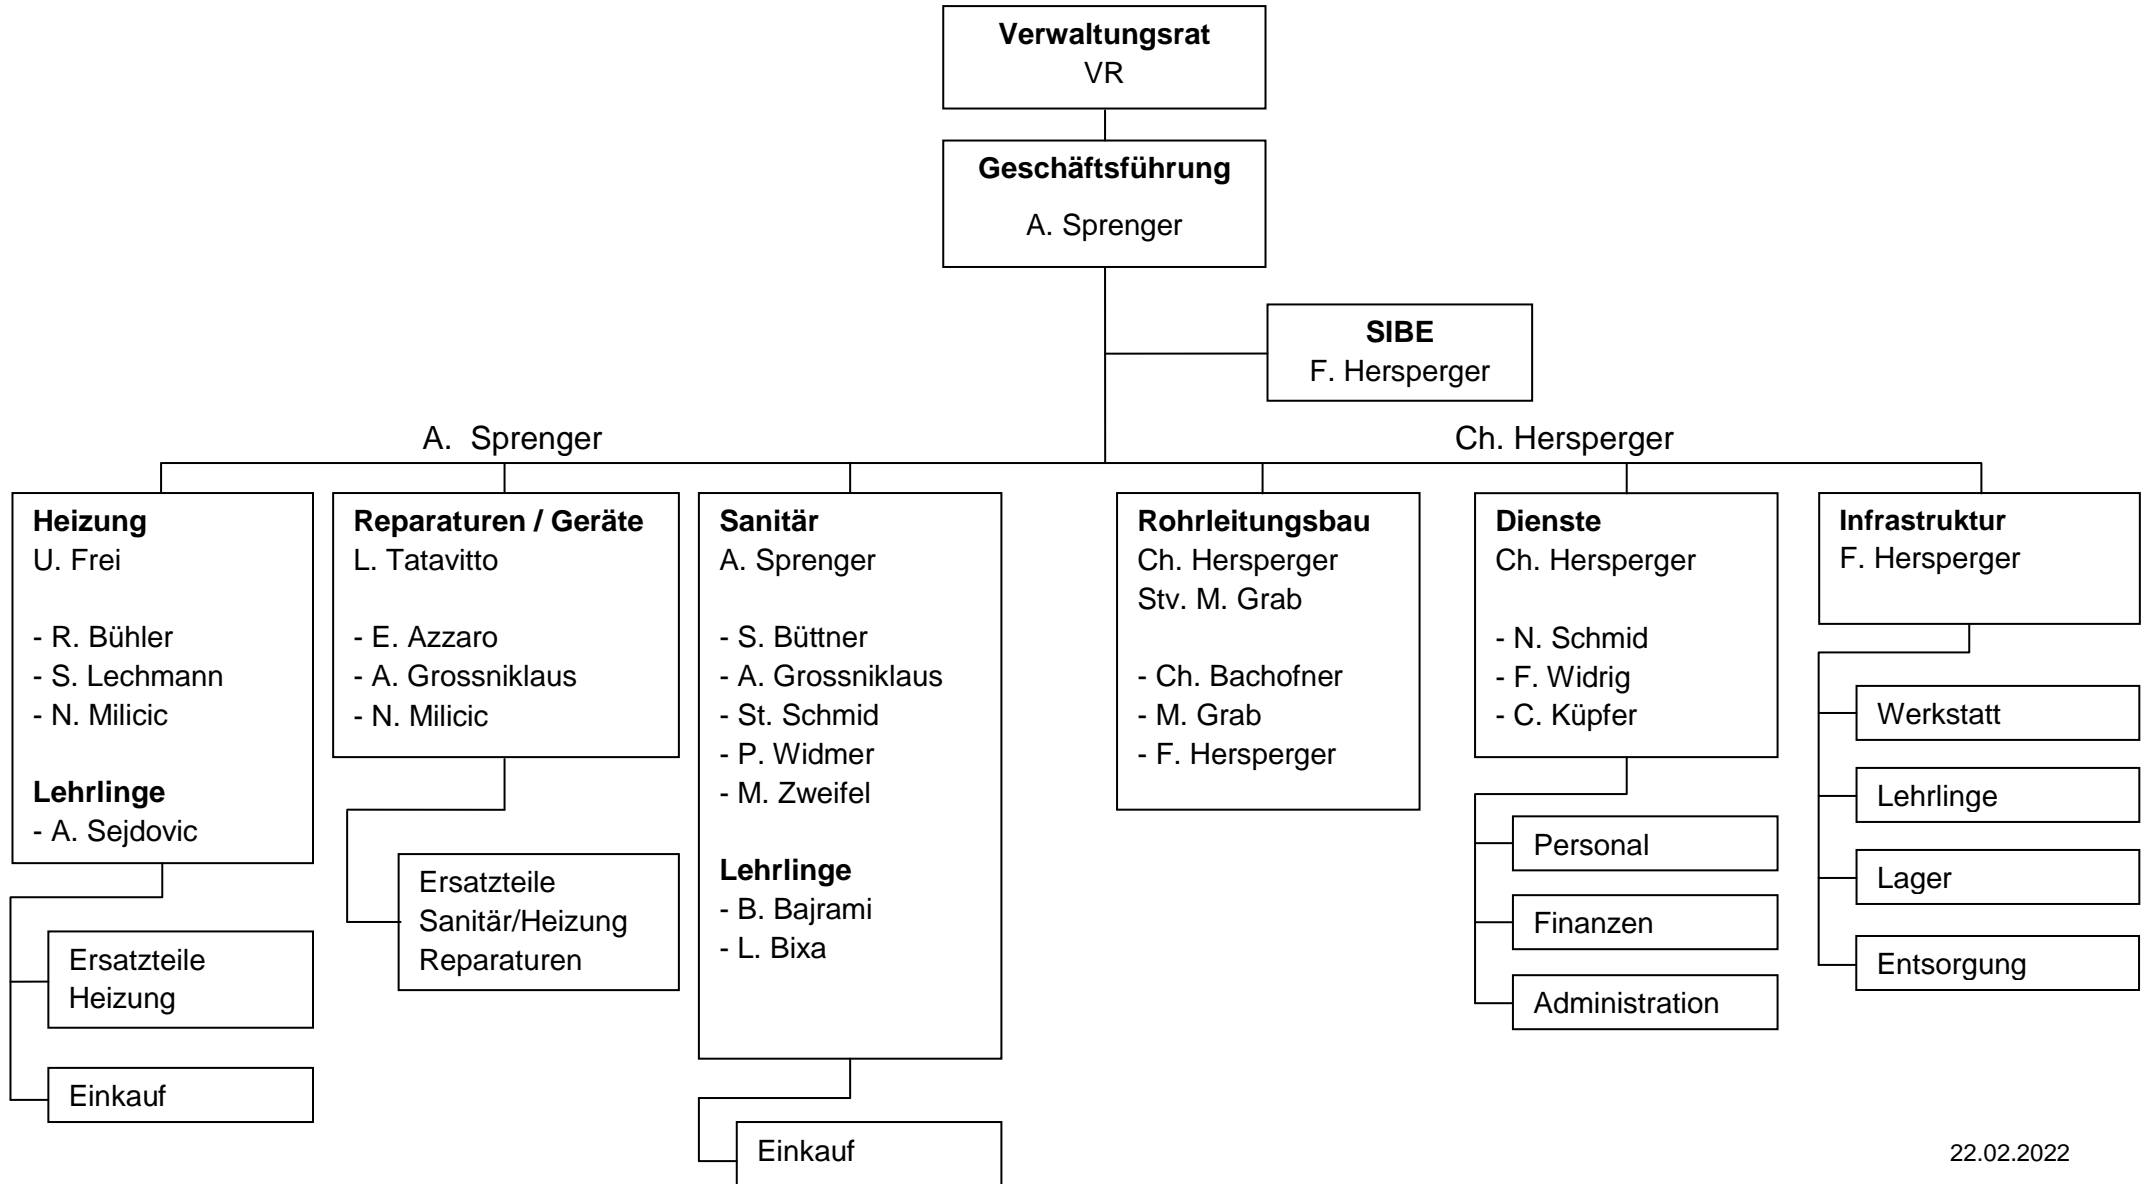 Verwaltungsrat
VR
Geschäftsführung
A. Sprenger
SIBE
F. Hersperger
A.  Sprenger
Ch. Hersperger
Heizung
U. Frei
- R. Bühler
- S. Lechmann
- N. Milicic
Lehrlinge
- A. Sejdovic
Ersatzteile
Heizung
Einkauf
Reparaturen / Geräte
L. Tatavitto
- E. Azzaro
- A. Grossniklaus
- N. Milicic
Ersatzteile
Sanitär/Heizung
Reparaturen
Sanitär
A. Sprenger
- S. Büttner
- A. Grossniklaus
- St. Schmid
- P. Widmer
- M. Zweifel
Lehrlinge
- B. Bajrami
- L. Bixa
Einkauf
Rohrleitungsbau
Ch. Hersperger
Stv. M. Grab
- Ch. Bachofner
- M. Grab
- F. Hersperger
Dienste
Ch. Hersperger
- N. Schmid
- F. Widrig
- C. Küpfer
Personal
Finanzen
Administration
Infrastruktur
F. Hersperger
Werkstatt
Lehrlinge
Lager
Entsorgung
22.02.2022